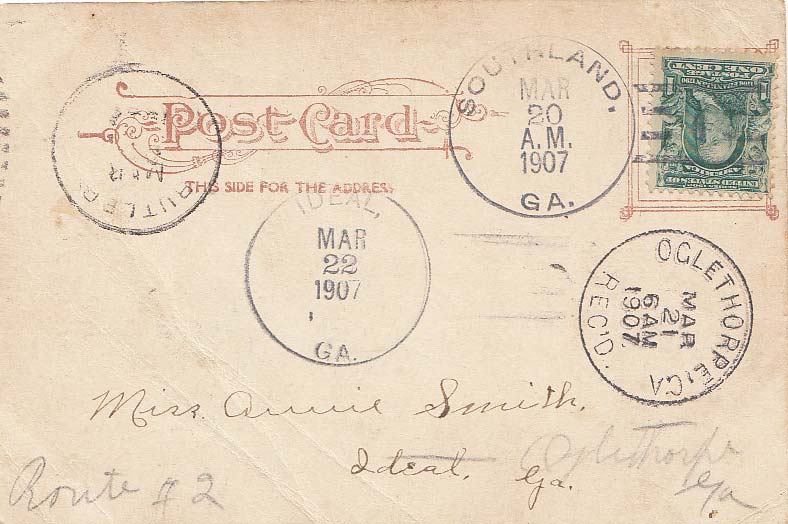 SOUTHLAND,
MAR
20
A.M.
1907
GA.
Post Card
THIS SIDE FOR THE ADDRESS
BUTLER
MAR
IDEAL,
MAR
22
1907
GA.
OGLETHORPE, GA
MAR
21
6 AM
1907
REC'D.
Miss Annie Smith,
Ideal, Ga.
Oglethorpe
Ga
Route #2